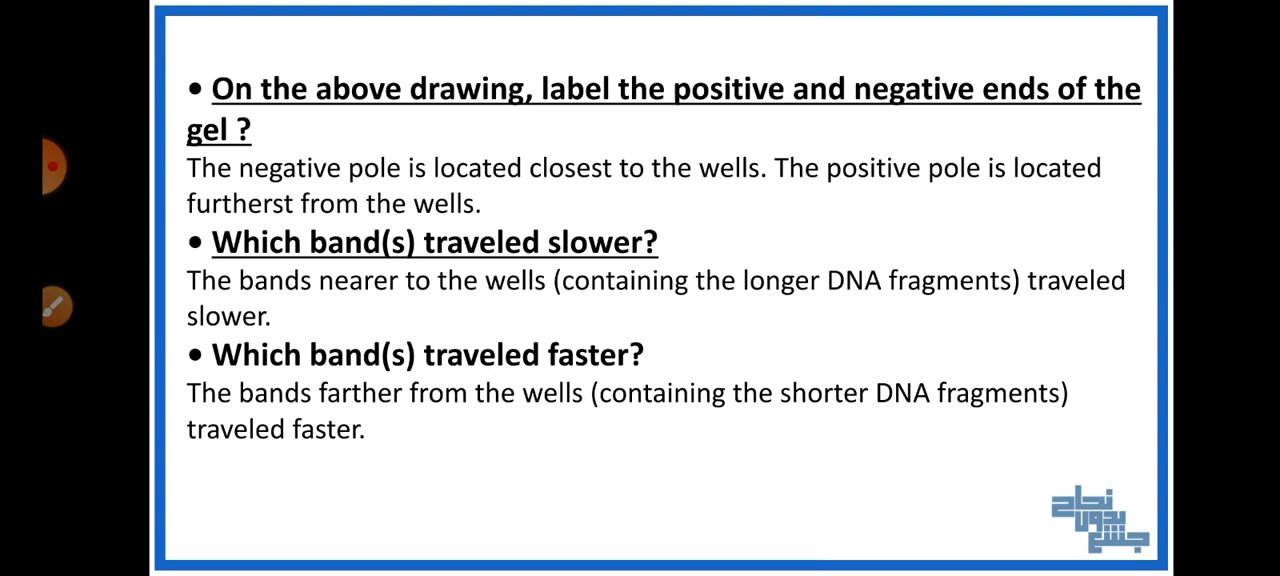 • On the above drawing, label the positive and negative ends of the
gel ?
The negative pole is located closest to the wells. The positive pole is located
furtherst from the wells.
• Which band(s) traveled slower?
The bands nearer to the wells (containing the longer DNA fragments) traveled
slower.
• Which band(s) traveled faster?
The bands farther from the wells (containing the shorter DNA fragments)
traveled faster.
نجاح
بدون
جشع